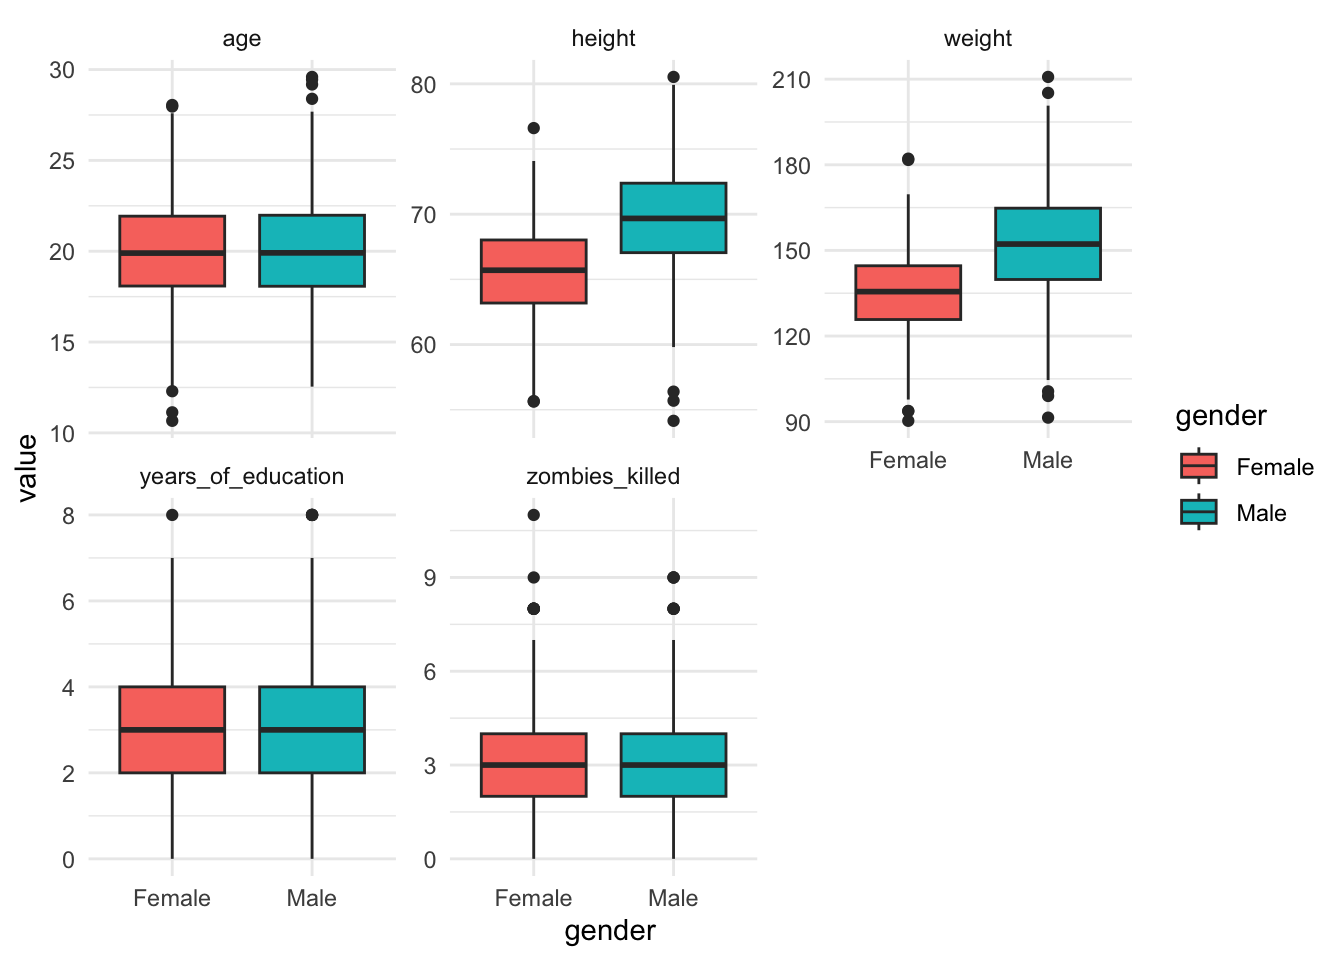 age
height
weight
30
25
20
15
10
80
70
60
210
180
150
120
90
Female
Male
value
years_of_education
zombies_killed
8
6
4
2
0
9
6
3
0
Female
Male
Female
Male
gender
gender
Female
Male